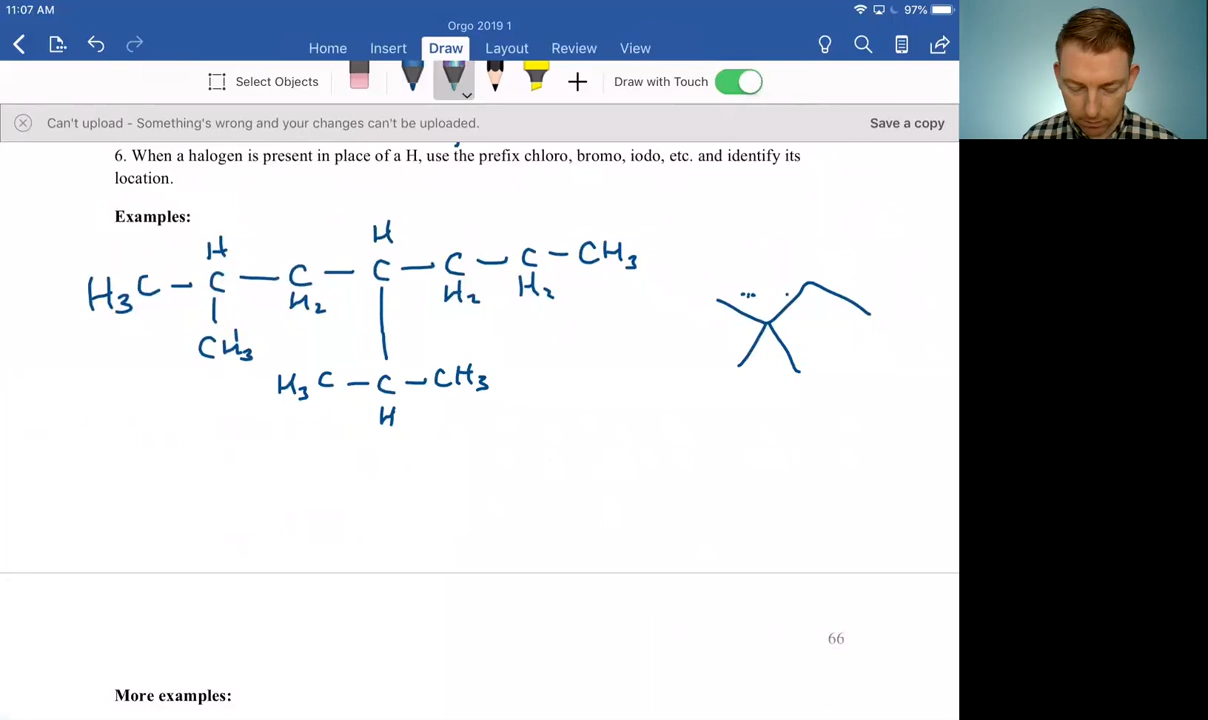 11:07 AM
97%
Orgo 2019 1
Home Insert Draw Layout Review View
Select Objects
Draw with Touch
Can't upload - Something's wrong and your changes can't be uploaded.
Save a copy
6. When a halogen is present in place of a H, use the prefix chloro, bromo, iodo, etc. and identify its
location.
Examples:
H H
H3C - C - C - C - C - C - CH3
H2 H2 H2
CH3
H3C - C - CH3
H
66
More examples: